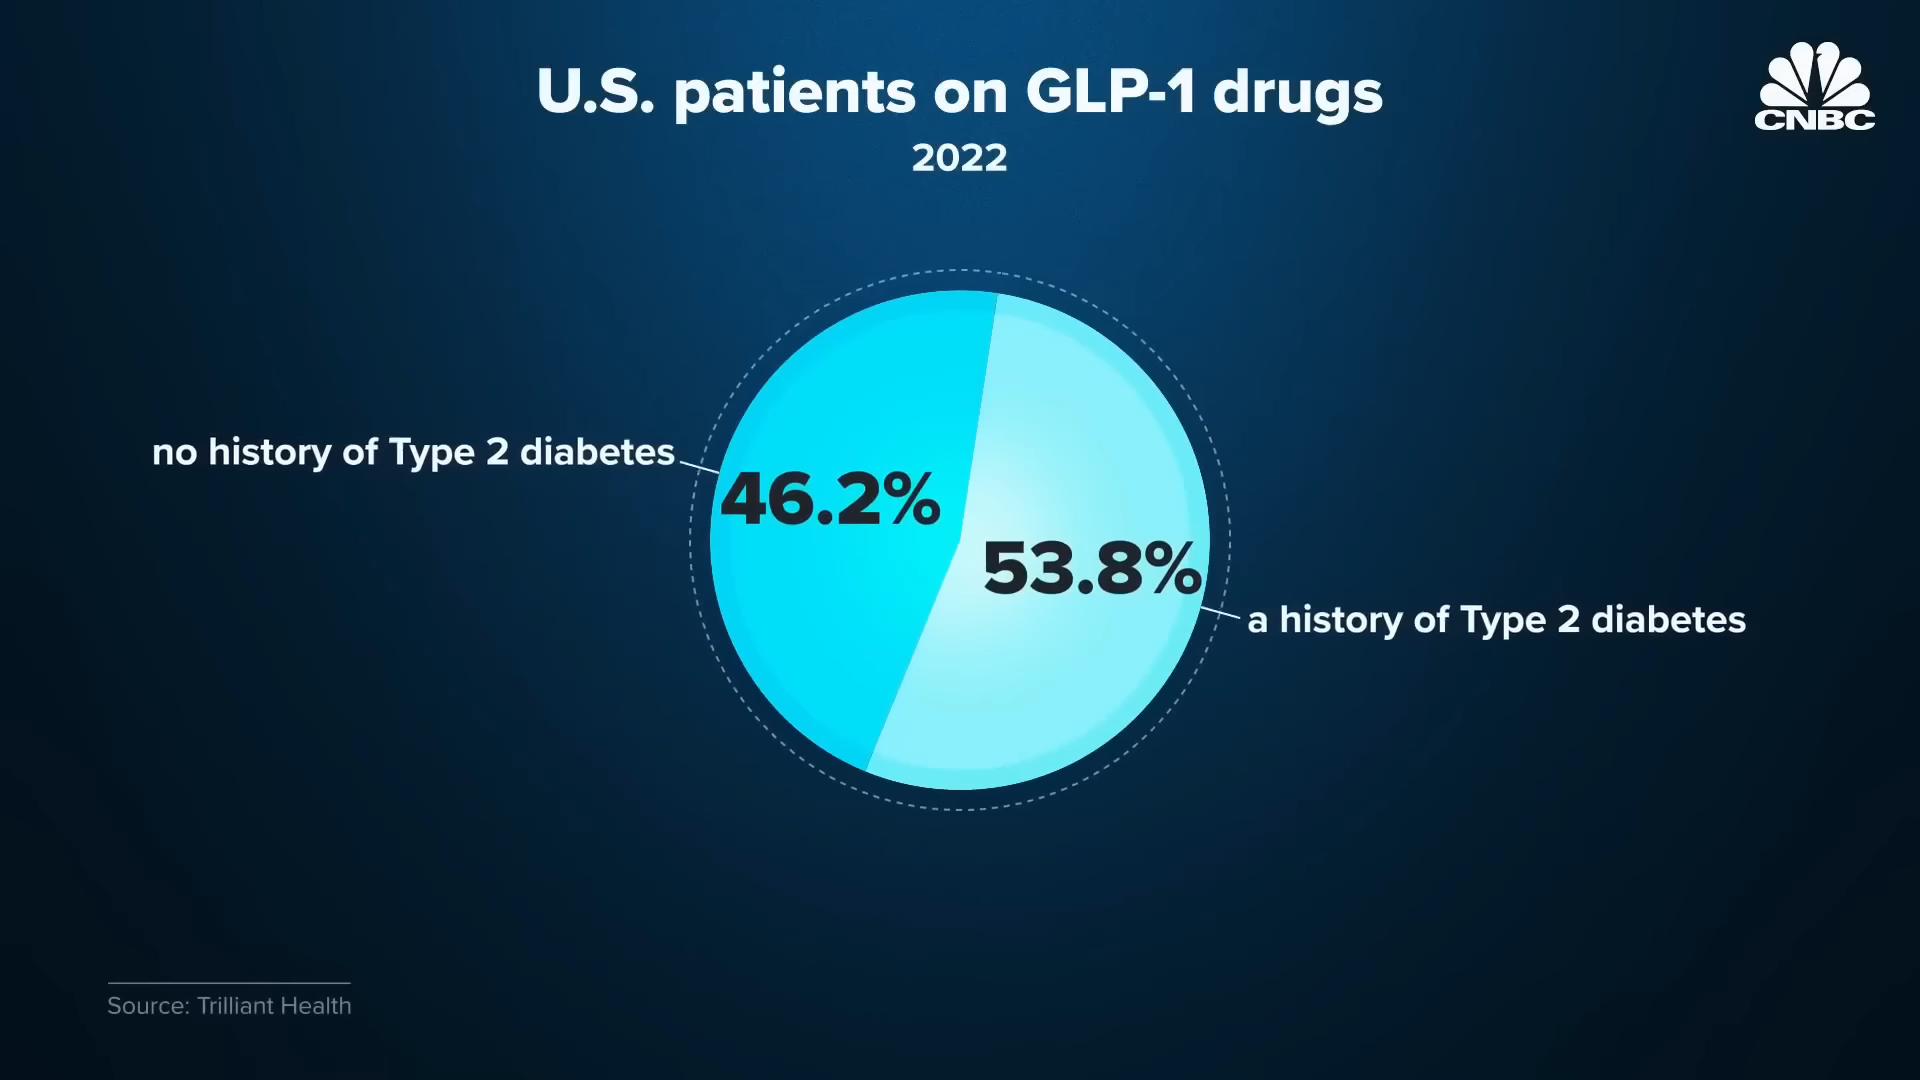 U.S. patients on GLP-1 drugs
2022
CNBC
no history of Type 2 diabetes
46.2%
53.8%
a history of Type 2 diabetes
Source: Trilliant Health